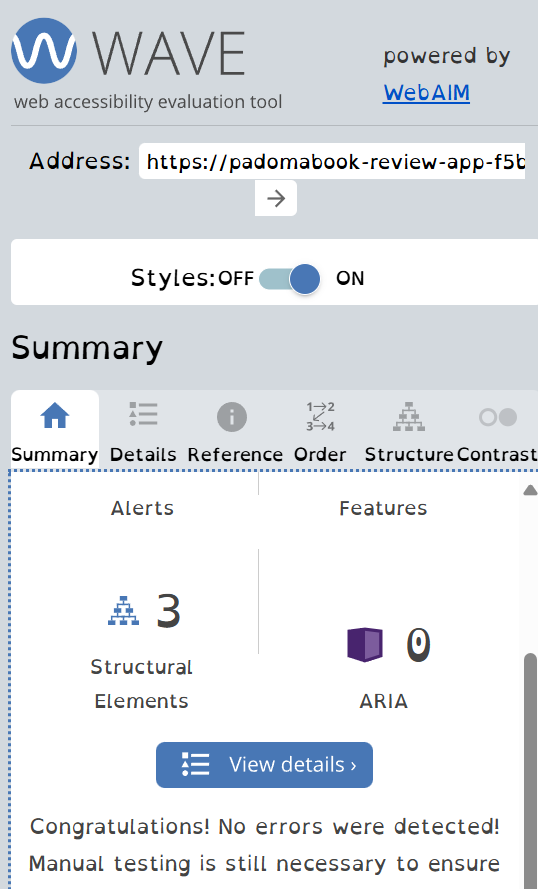 WAVE
web accessibility evaluation tool
powered by
WebAIM
Address: https://padomabook-review-app-f5b
Styles: OFF ON
Summary
1→2
3→4
Summary Details Reference Order Structure Contrast
Alerts
Features
3
Structural
Elements
0
ARIA
View details ›
Congratulations! No errors were detected!
Manual testing is still necessary to ensure